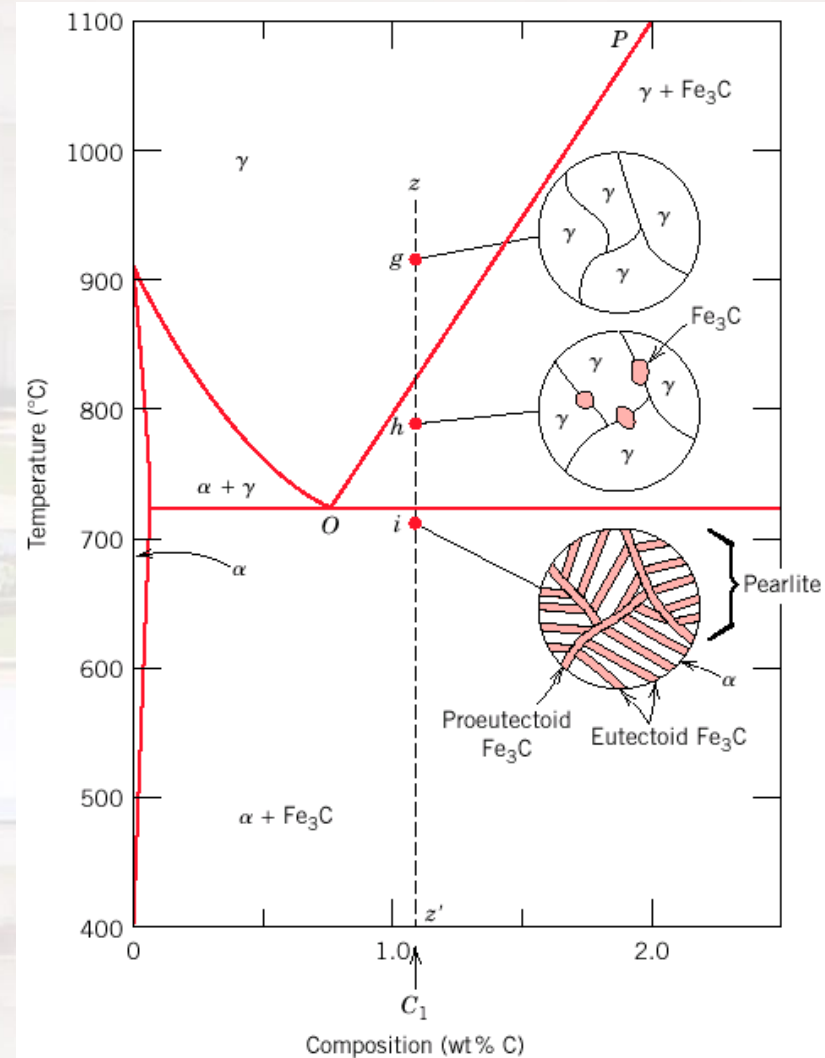 1100
P
γ + Fe₃C
1000
γ
z
γ
γ
γ
g
γ
900
Fe₃C
γ
γ
800
h
γ
γ
α + γ
O
i
700
α
Pearlite
600
α
Proeutectoid
Fe₃C
Eutectoid Fe₃C
500
α + Fe₃C
z'
400
0
1.0
2.0
C₁
Temperature (°C)
Composition (wt% C)